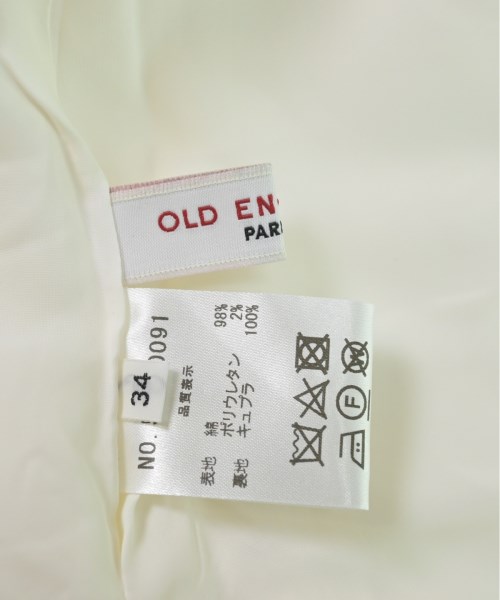 OLD EN
PAR
NO.
0091
34
品質表示
表地 綿 98%
ポリウレタン 2%
裏地 キュプラ 100%
F
W